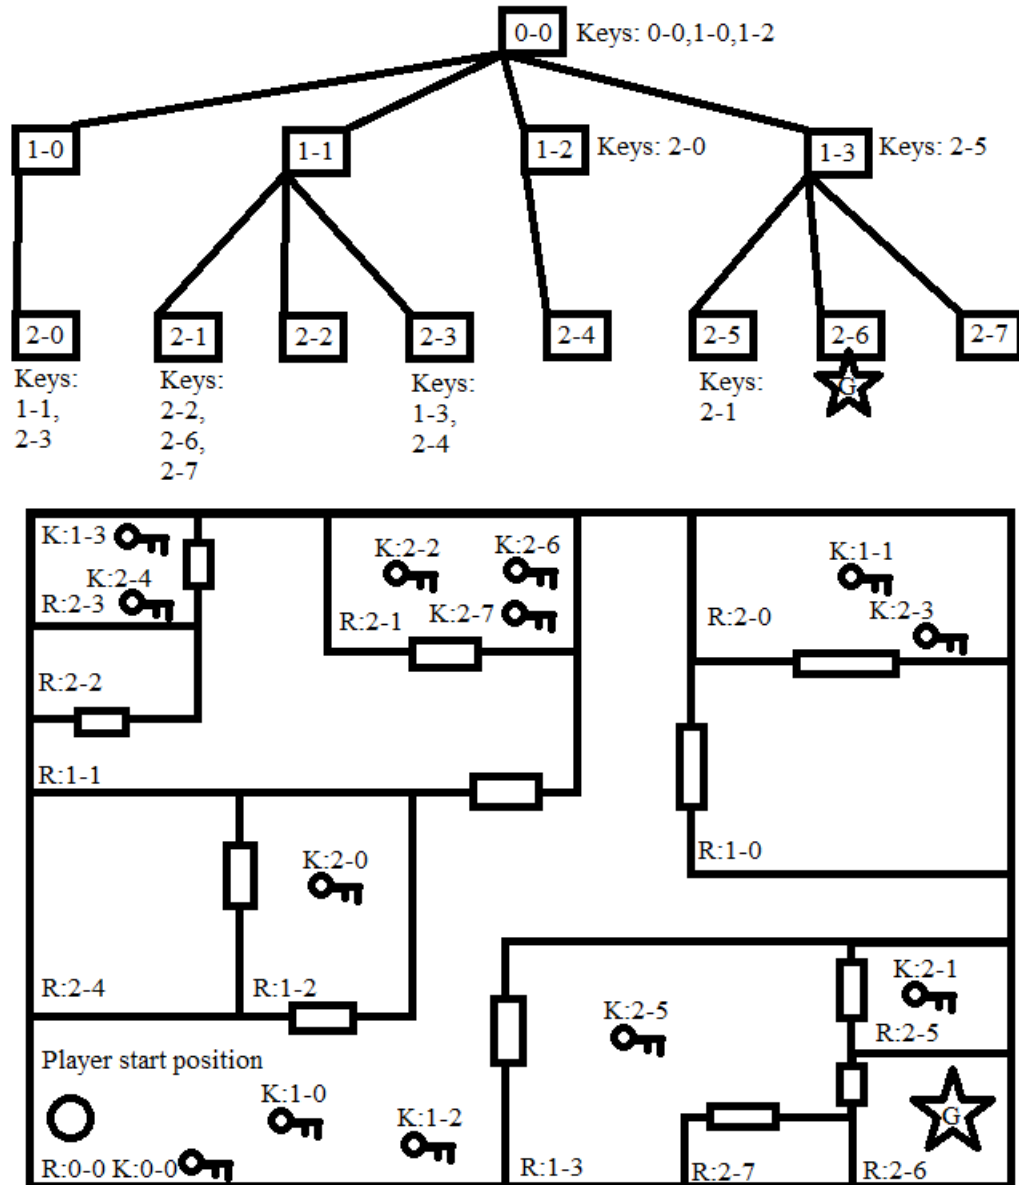 0-0 Keys: 0-0,1-0,1-2
1-0
1-1
1-2 Keys: 2-0
1-3 Keys: 2-5
2-0
2-1
2-2
2-3
2-4
2-5
2-6
2-7
Keys:
1-1,
2-3
Keys:
2-2,
2-6,
2-7
Keys:
1-3,
2-4
Keys:
2-1
G
K:1-3
K:2-4
R:2-3
R:2-2
R:1-1
K:2-2
K:2-6
K:2-7
R:2-1
K:1-1
K:2-3
R:2-0
R:1-0
K:2-0
R:2-4
R:1-2
K:2-5
K:2-1
R:2-5
Player start position
K:1-0
K:1-2
G
R:0-0 K:0-0
R:1-3
R:2-7
R:2-6